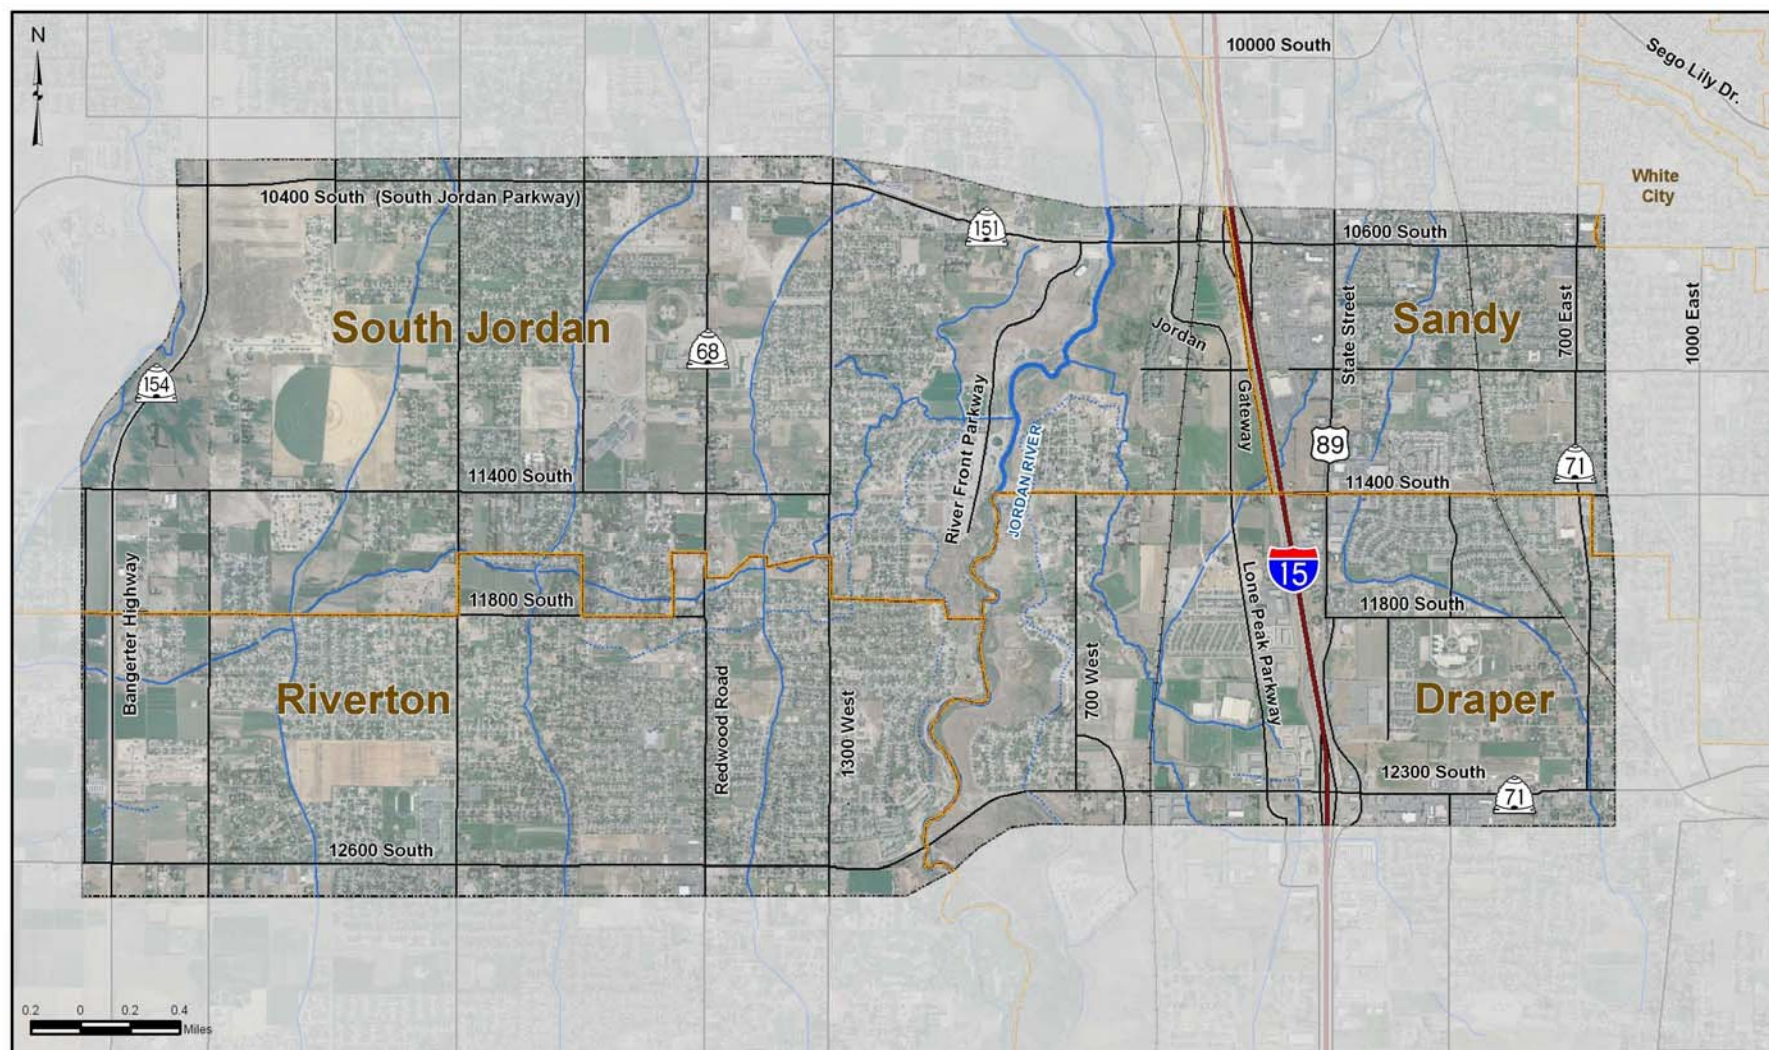 N
10000 South
Sego Lily Dr.
White
City
10400 South (South Jordan Parkway)
151
10600 South
South Jordan
Sandy
700 East
1000 East
State Street
Jordan
Gateway
68
154
River Front Parkway
JORDAN RIVER
89
71
11400 South
11400 South
15
Bangerter Highway
11800 South
11800 South
Lone Peak Parkway
Riverton
Redwood Road
1300 West
700 West
Draper
12300 South
71
12600 South
0.2 0 0.2 0.4
Miles